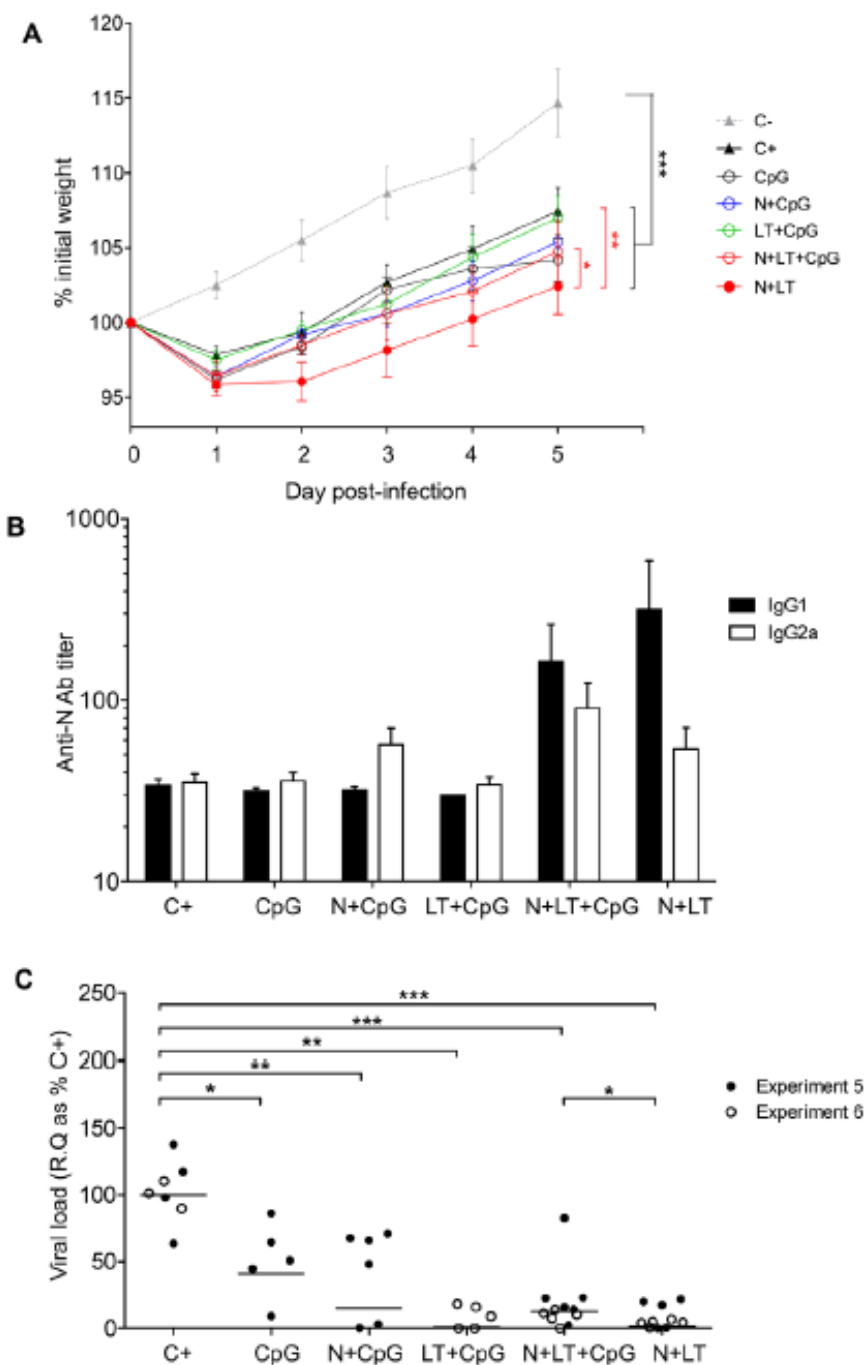 A
120
115
110
105
100
95
% initial weight
0 1 2 3 4 5
Day post-infection
C-
C+
CpG
N+CpG
LT+CpG
N+LT+CpG
N+LT
***
**
*
B
1000
100
10
Anti-N Ab titer
IgG1
IgG2a
C+ CpG N+CpG LT+CpG N+LT+CpG N+LT
C
250
200
150
100
50
0
Viral load (R.Q as % C+)
***
***
**
**
*
*
Experiment 5
Experiment 6
C+ CpG N+CpG LT+CpG N+LT+CpG N+LT